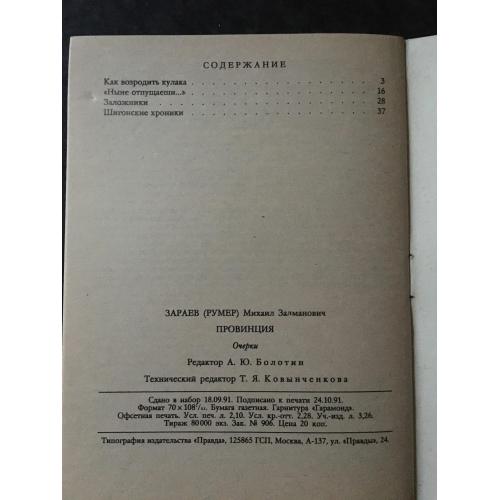 СОДЕРЖАНИЕ
Как возродить кулака . . . . . . . . . . . . . . 3
«Ныне отпущаеши...» . . . . . . . . . . . . . . 16
Заложники . . . . . . . . . . . . . . . . 28
Шигонские хроники . . . . . . . . . . . . . . 37
ЗАРАЕВ (РУМЕР) Михаил Залманович
ПРОВИНЦИЯ
Очерки
Редактор А. Ю. Болотин
Технический редактор Т. Я. Ковынченкова
Сдано в набор 18.09.91. Подписано к печати 24.10.91.
Формат 70×108¹/₃₂. Бумага газетная. Гарнитура «Гарамонд».
Офсетная печать. Усл. печ. л. 2,10. Усл. кр.-отт. 2,28. Уч.-изд. л. 3,26.
Тираж 80 000 экз. Зак. № 906. Цена 20 коп.
Типография издательства «Правда», 125865 ГСП, Москва, А-137, ул. «Правды», 24.